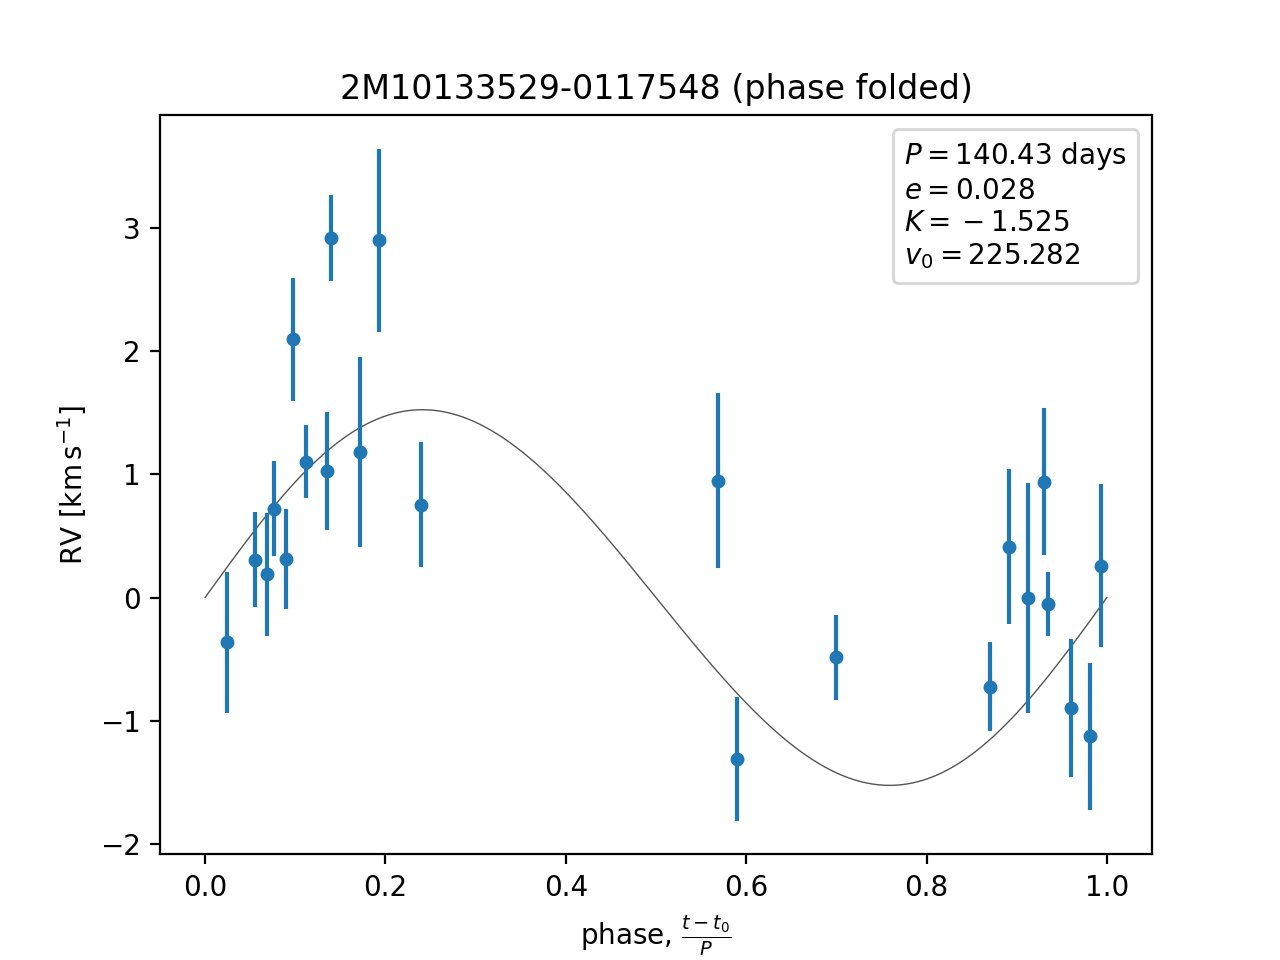 2M10133529-0117548 (phase folded)
P = 140.43 days
e = 0.028
K = −1.525
v₀ = 225.282
RV [km s⁻¹]
3
2
1
0
−1
−2
0.0 0.2 0.4 0.6 0.8 1.0
phase, (t − t₀)/P